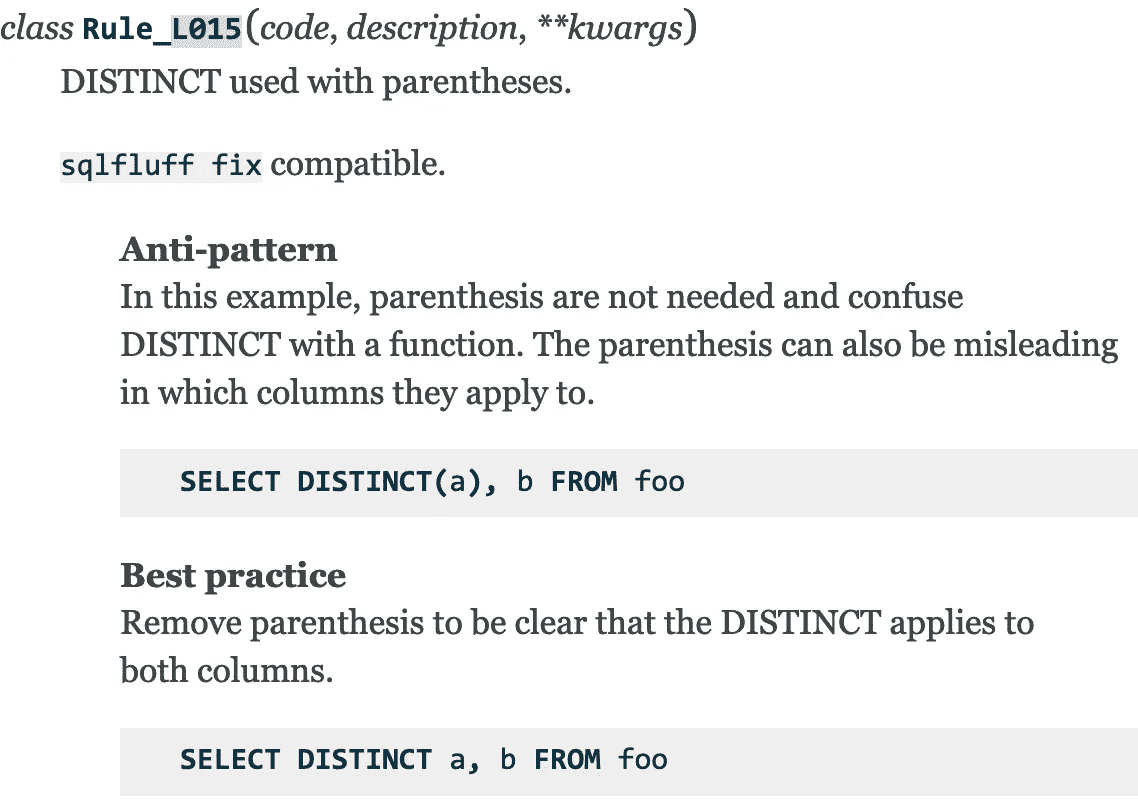 class Rule_L015(code, description, **kwargs)
DISTINCT used with parentheses.
sqlfluff fix compatible.
Anti-pattern
In this example, parenthesis are not needed and confuse
DISTINCT with a function. The parenthesis can also be misleading
in which columns they apply to.
SELECT DISTINCT(a), b FROM foo
Best practice
Remove parenthesis to be clear that the DISTINCT applies to
both columns.
SELECT DISTINCT a, b FROM foo